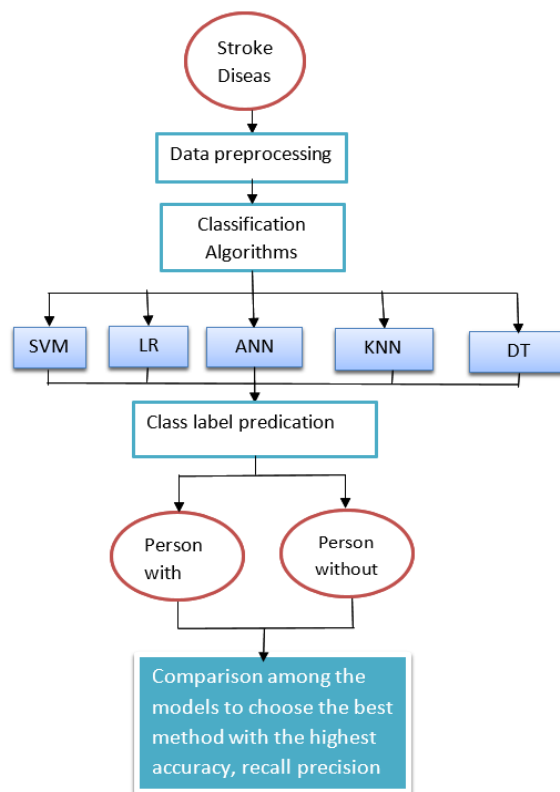 Stroke
Diseas
Data preprocessing
Classification
Algorithms
SVM
LR
ANN
KNN
DT
Class label predication
Person
with
Person
without
Comparison among the
models to choose the best
method with the highest
accuracy, recall precision